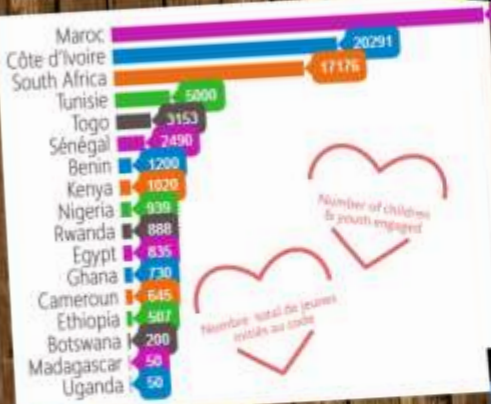 Maroc
Côte d'Ivoire 20291
South Africa 17176
Tunisie 5000
Togo 3153
Sénégal 2490
Benin 1200
Kenya 1020
Nigeria 939
Rwanda 888
Egypt 835
Ghana 730
Cameroun 645
Ethiopia 507
Botswana 200
Madagascar 50
Uganda 50
Number of children
& youth engaged
Nombre total de jeunes
initiés au code